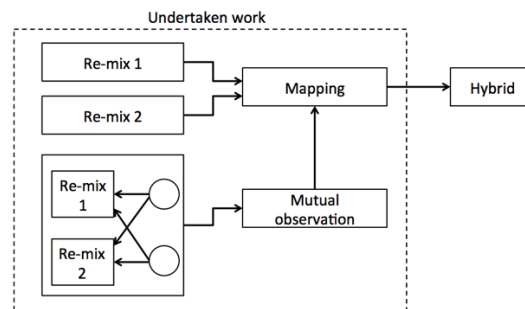 Undertaken work
Re-mix 1
Mapping
Hybrid
Re-mix 2
Re-mix
1
Mutual
observation
Re-mix
2